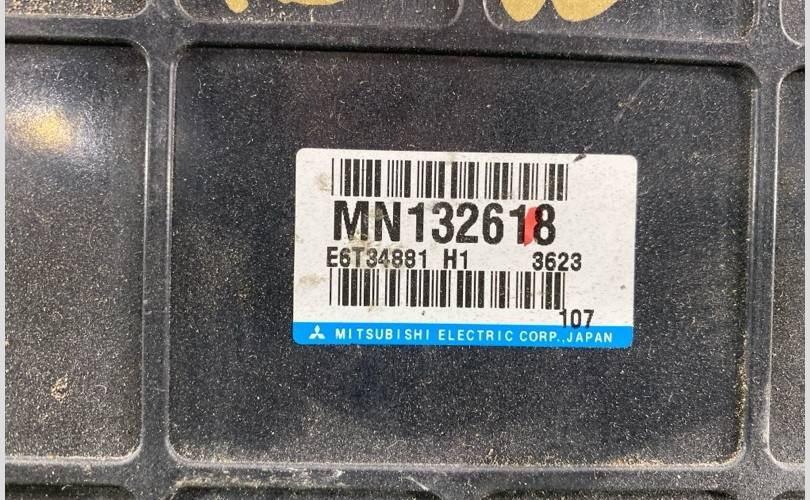 MN132618
E6T34881 H1 3623
107
MITSUBISHI ELECTRIC CORP.,JAPAN